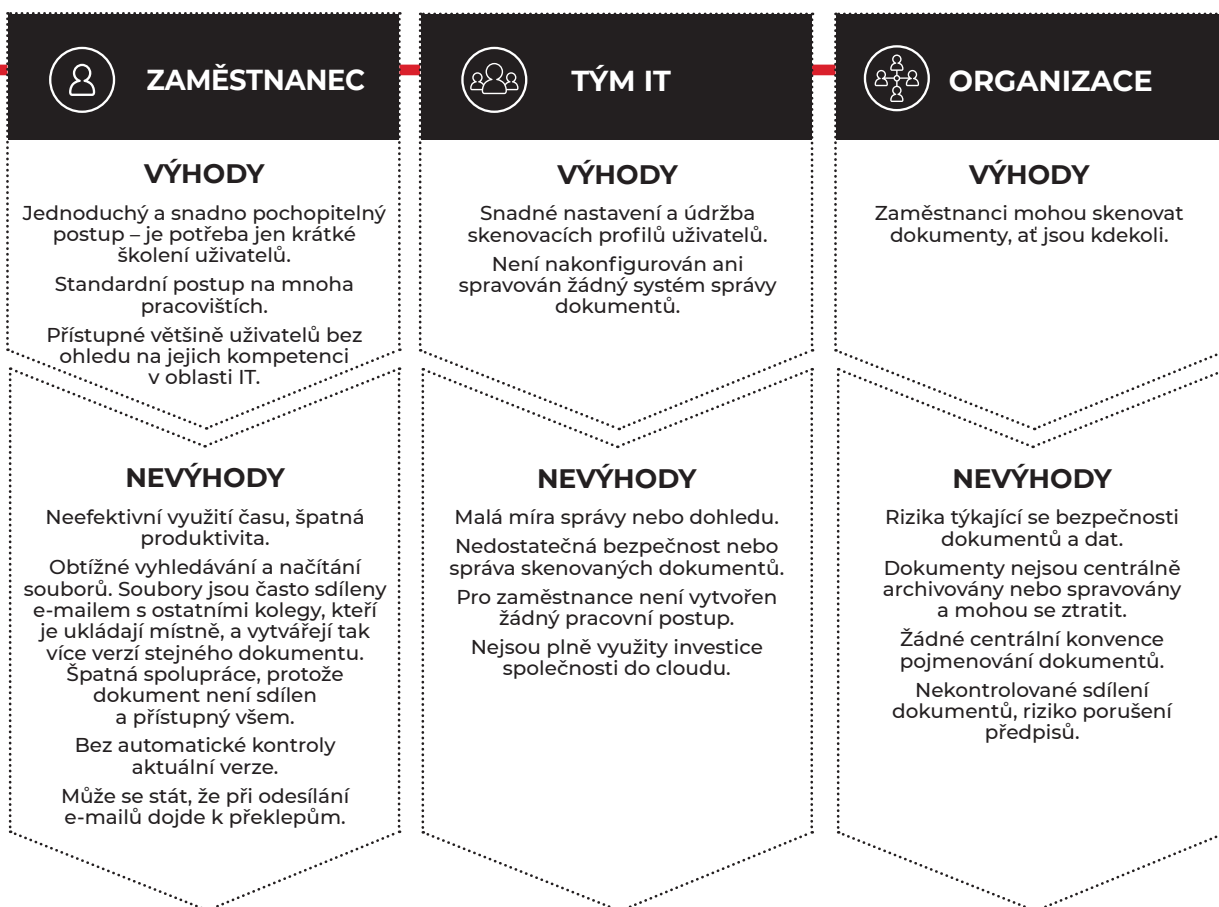 ZAMĚSTNANEC
VÝHODY
Jednoduchý a snadno pochopitelný
postup – je potřeba jen krátké
školení uživatelů.
Standardní postup na mnoha
pracovištích.
Přístupné většině uživatelů bez
ohledu na jejich kompetenci
v oblasti IT.
NEVÝHODY
Neefektivní využití času, špatná
produktivita.
Obtížné vyhledávání a načítání
souborů. Soubory jsou často sdíleny
e-mailem s ostatními kolegy, kteří
je ukládají místně, a vytvářejí tak
více verzí stejného dokumentu.
Špatná spolupráce, protože
dokument není sdílen
a přístupný všem.
Bez automatické kontroly
aktuální verze.
Může se stát, že při odesílání
e-mailů dojde k překlepům.
TÝM IT
VÝHODY
Snadné nastavení a údržba
skenovacích profilů uživatelů.
Není nakonfigurován ani
spravován žádný systém správy
dokumentů.
NEVÝHODY
Malá míra správy nebo dohledu.
Nedostatečná bezpečnost nebo
správa skenovaných dokumentů.
Pro zaměstnance není vytvořen
žádný pracovní postup.
Nejsou plně využity investice
společnosti do cloudu.
ORGANIZACE
VÝHODY
Zaměstnanci mohou skenovat
dokumenty, ať jsou kdekoli.
NEVÝHODY
Rizika týkající se bezpečnosti
dokumentů a dat.
Dokumenty nejsou centrálně
archivovány nebo spravovány
a mohou se ztratit.
Žádné centrální konvence
pojmenování dokumentů.
Nekontrolované sdílení
dokumentů, riziko porušení
předpisů.